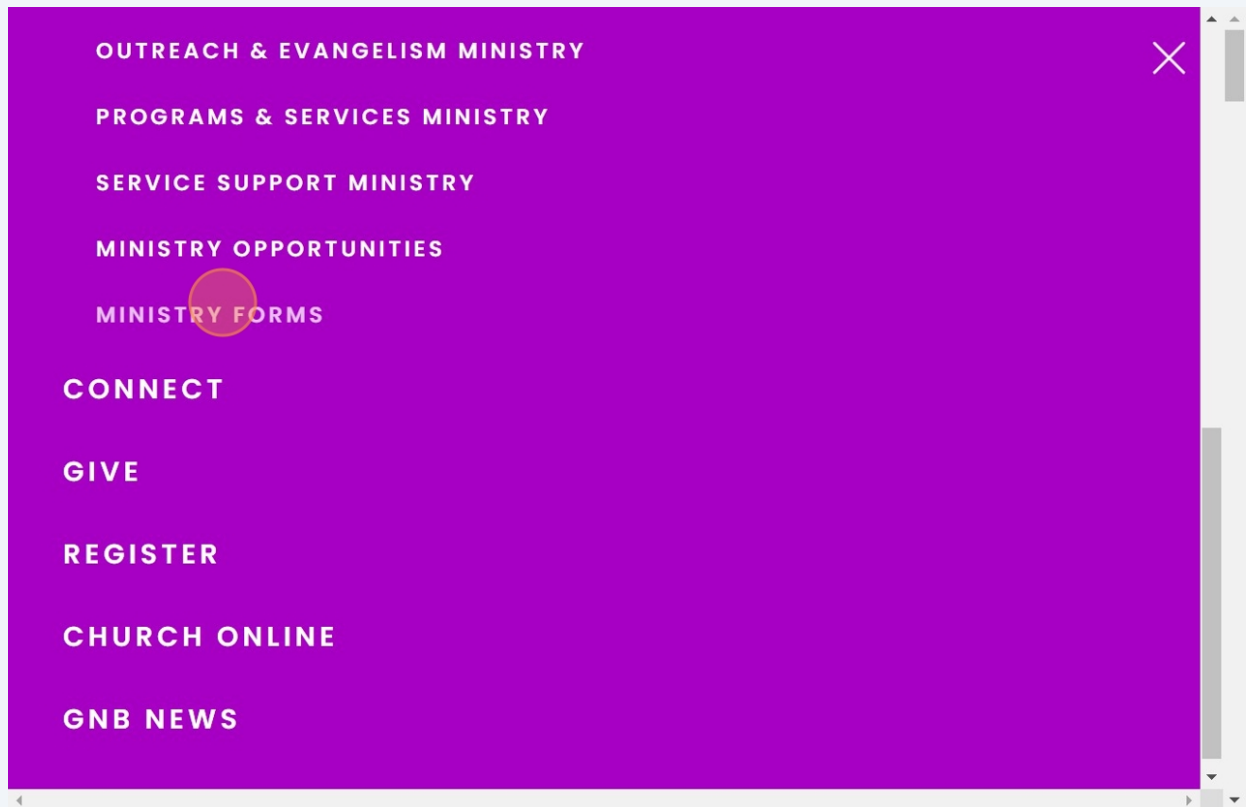 OUTREACH & EVANGELISM MINISTRY
PROGRAMS & SERVICES MINISTRY
SERVICE SUPPORT MINISTRY
MINISTRY OPPORTUNITIES
MINISTRY FORMS
CONNECT
GIVE
REGISTER
CHURCH ONLINE
GNB NEWS